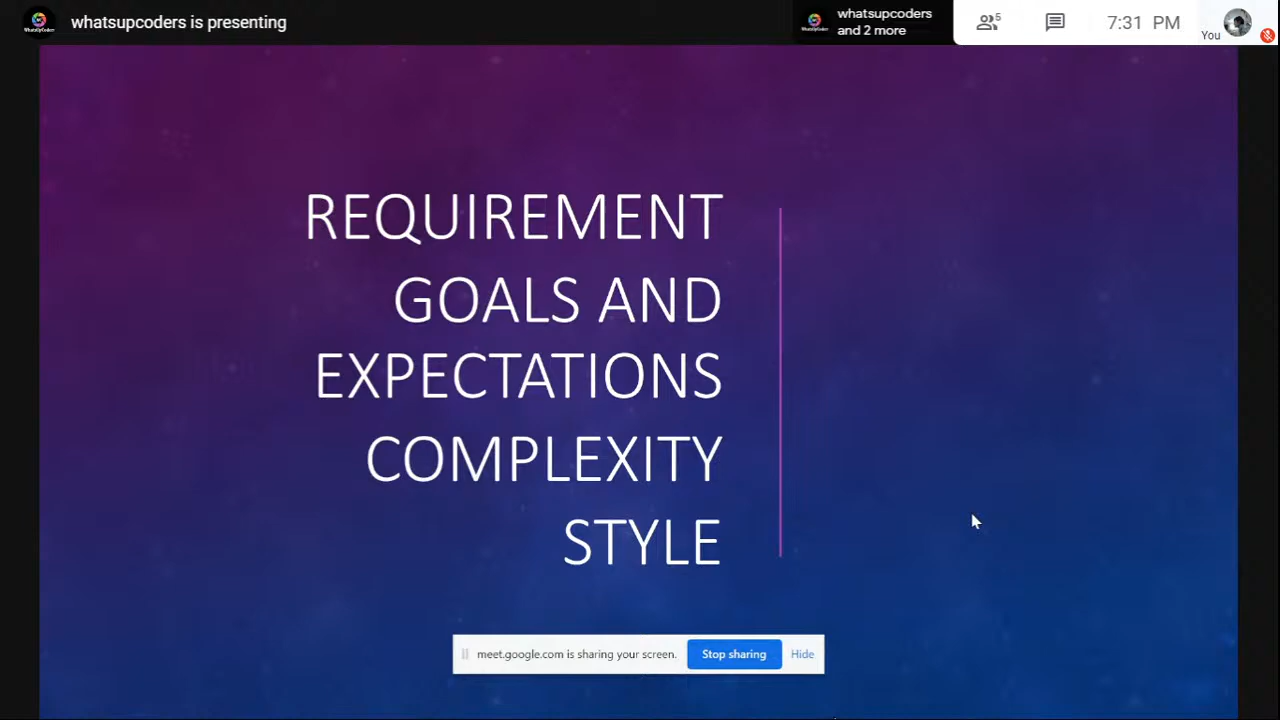 whatsupcoders is presenting
whatsupcoders
and 2 more
5
7:31 PM
You
REQUIREMENT
GOALS AND
EXPECTATIONS
COMPLEXITY
STYLE
meet.google.com is sharing your screen.
Stop sharing
Hide